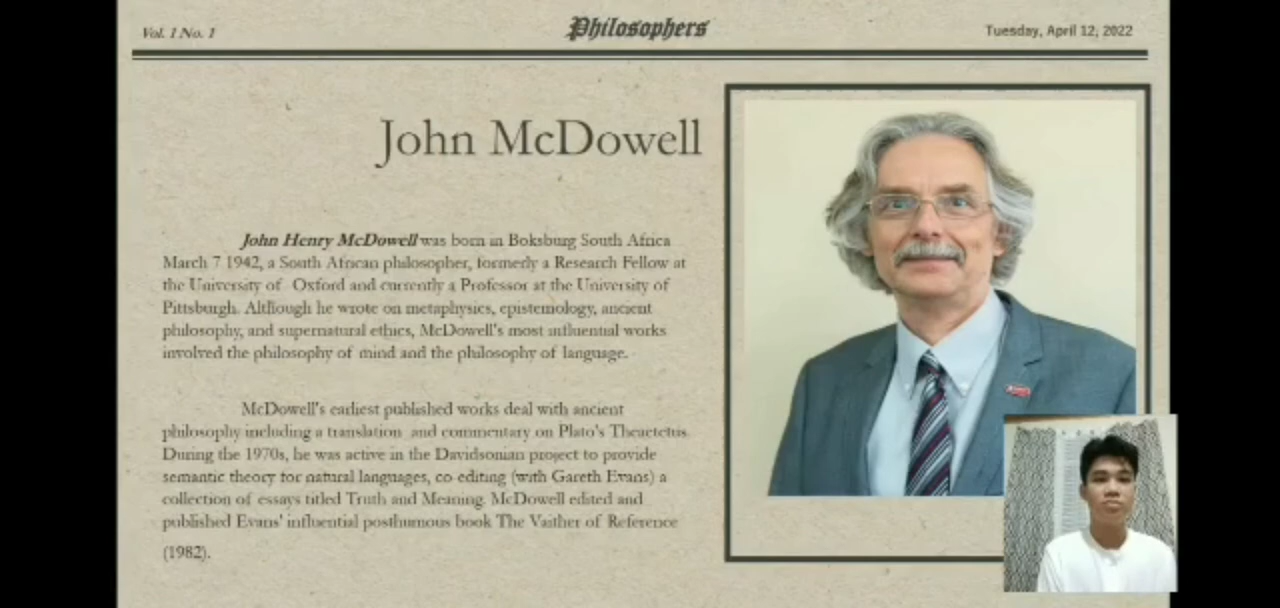 Vol. 1 No. 1
Philosophers
Tuesday, April 12, 2022
John McDowell
John Henry McDowell was born in Boksburg South Africa
March 7 1942, a South African philosopher, formerly a Research Fellow at
the University of Oxford and currently a Professor at the University of
Pittsburgh. Although he wrote on metaphysics, epistemology, ancient
philosophy, and supernatural ethics, McDowell's most influential works
involved the philosophy of mind and the philosophy of language.
McDowell's earliest published works deal with ancient
philosophy including a translation and commentary on Plato's Theaetetus.
During the 1970s, he was active in the Davidsonian project to provide
semantic theory for natural languages, co-editing (with Gareth Evans) a
collection of essays titled Truth and Meaning. McDowell edited and
published Evans' influential posthumous book The Vaither of Reference
(1982).